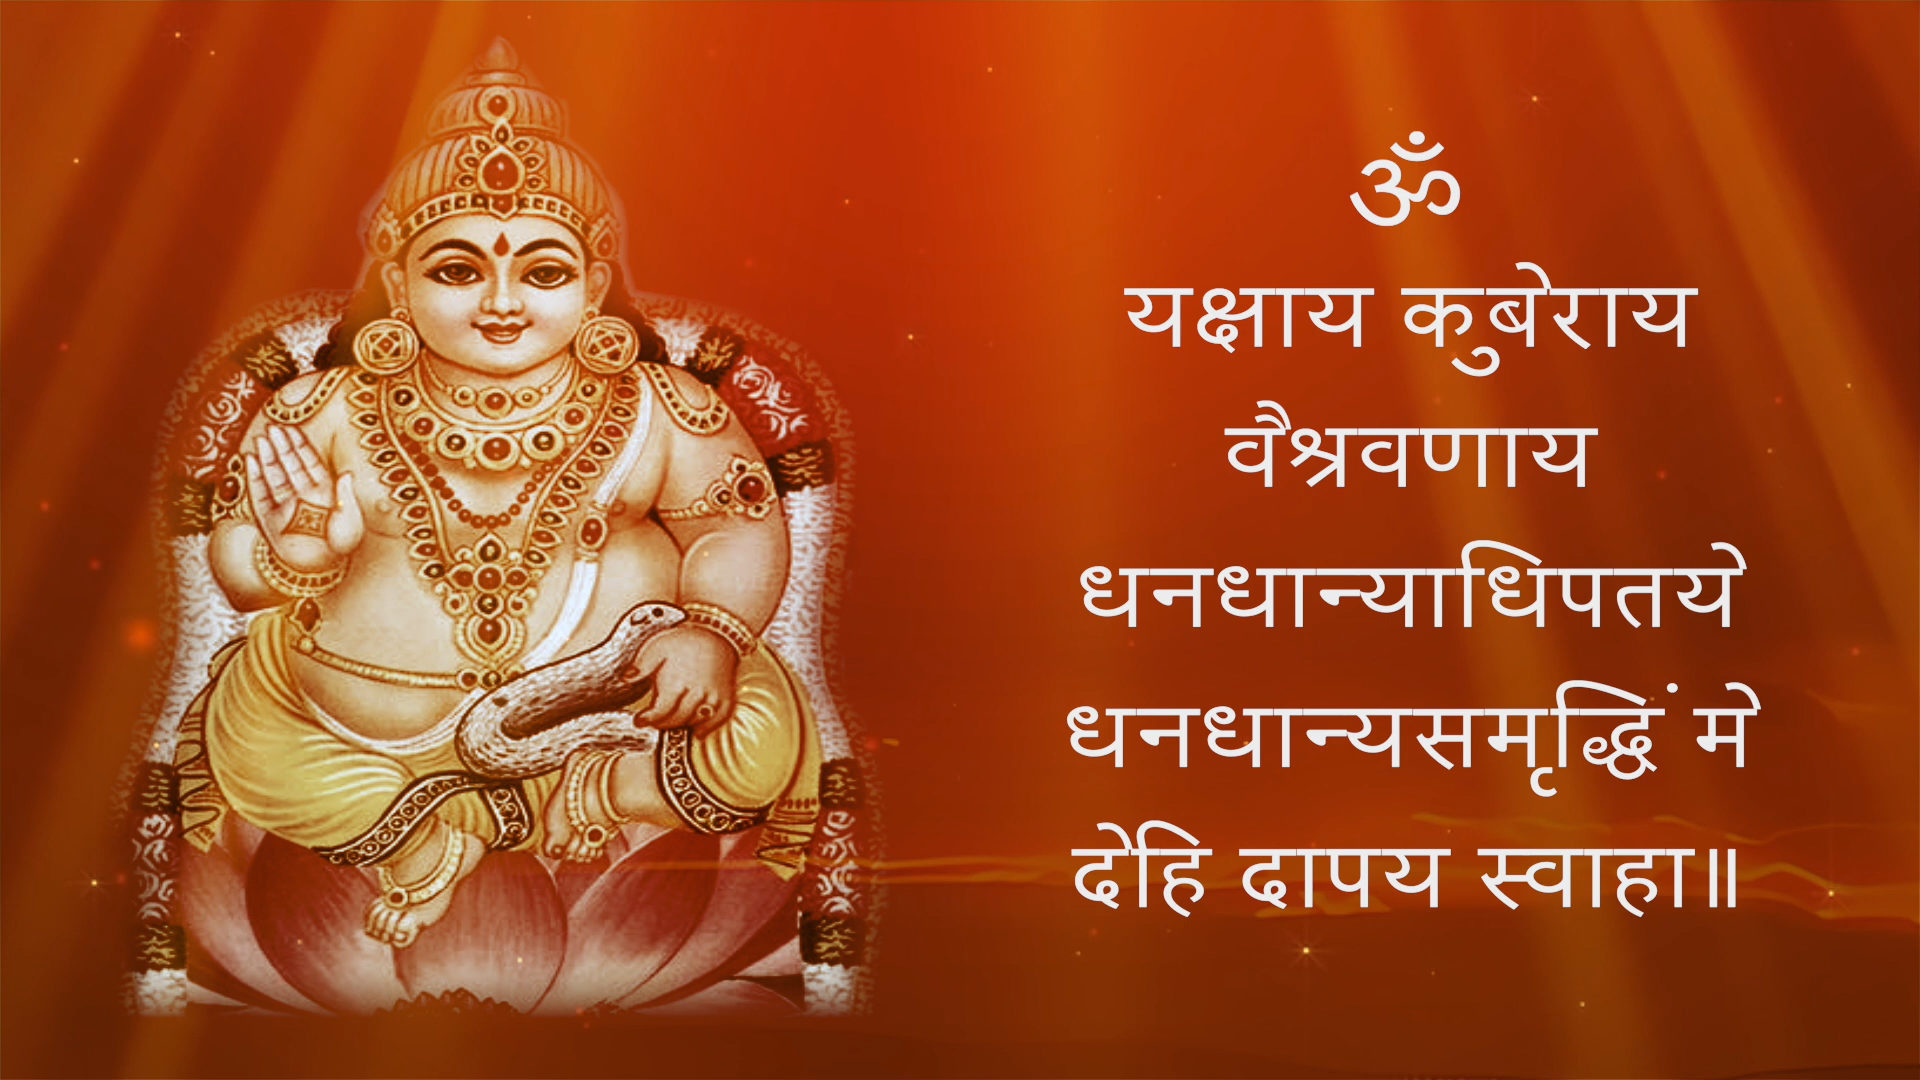 ॐ
यक्षाय कुबेराय
वैश्रवणाय
धनधान्याधिपतये
धनधान्यसमृद्धिं मे
देहि दापय स्वाहा॥